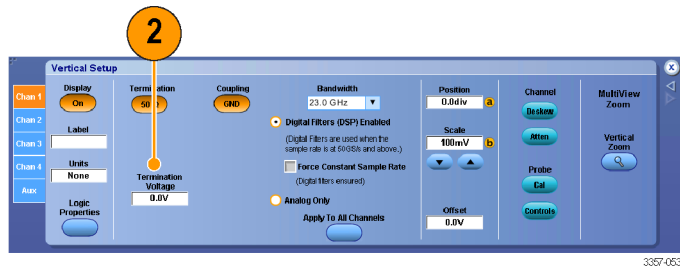 2
Vertical Setup
Chan 1
Chan 2
Chan 3
Chan 4
Aux
Display
On
Label
Units
None
Logic
Properties
Termination
Termination
Voltage
0.0V
Coupling
GND
Bandwidth
23.0 GHz
Digital Filters (DSP) Enabled
(Digital Filters are used when the
sample rate is at 50GS/s and above.)
Force Constant Sample Rate
(Digital filters ensured)
Analog Only
Apply To All Channels
Position
0.0div
a
Scale
100mV
b
Offset
0.0V
Channel
Deskew
Atten
Probe
Cal
Controls
MultiView
Zoom
Vertical
Zoom
X
3357-053